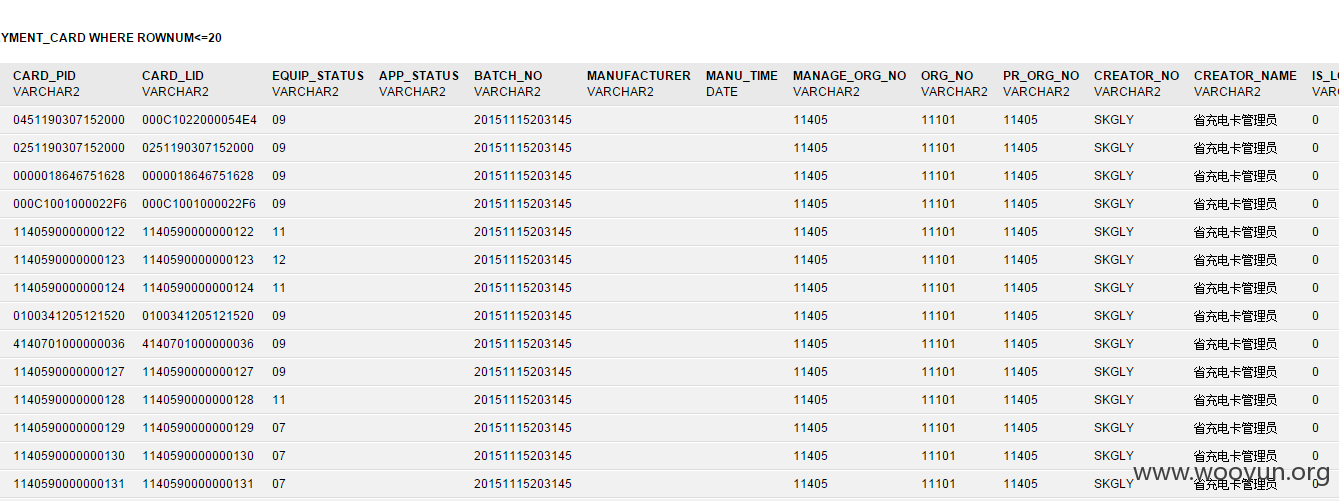 YMENT_CARD WHERE ROWNUM<=20
CARD_PID CARD_LID EQUIP_STATUS APP_STATUS BATCH_NO MANUFACTURER MANU_TIME MANAGE_ORG_NO ORG_NO PR_ORG_NO CREATOR_NO CREATOR_NAME IS_LO
VARCHAR2 VARCHAR2 VARCHAR2 VARCHAR2 VARCHAR2 VARCHAR2 DATE VARCHAR2 VARCHAR2 VARCHAR2 VARCHAR2 VARCHAR2 VARC
0451190307152000 000C1022000054E4 09 20151115203145 11405 11101 11405 SKGLY 省充电卡管理员 0
0251190307152000 0251190307152000 09 20151115203145 11405 11101 11405 SKGLY 省充电卡管理员 0
0000018646751628 0000018646751628 09 20151115203145 11405 11101 11405 SKGLY 省充电卡管理员 0
000C1001000022F6 000C1001000022F6 09 20151115203145 11405 11101 11405 SKGLY 省充电卡管理员 0
1140590000000122 1140590000000122 11 20151115203145 11405 11101 11405 SKGLY 省充电卡管理员 0
1140590000000123 1140590000000123 12 20151115203145 11405 11101 11405 SKGLY 省充电卡管理员 0
1140590000000124 1140590000000124 11 20151115203145 11405 11101 11405 SKGLY 省充电卡管理员 0
0100341205121520 0100341205121520 09 20151115203145 11405 11101 11405 SKGLY 省充电卡管理员 0
4140701000000036 4140701000000036 09 20151115203145 11405 11101 11405 SKGLY 省充电卡管理员 0
1140590000000127 1140590000000127 09 20151115203145 11405 11101 11405 SKGLY 省充电卡管理员 0
1140590000000128 1140590000000128 11 20151115203145 11405 11101 11405 SKGLY 省充电卡管理员 0
1140590000000129 1140590000000129 07 20151115203145 11405 11101 11405 SKGLY 省充电卡管理员 0
1140590000000130 1140590000000130 07 20151115203145 11405 11101 11405 SKGLY 省充电卡管理员 0
1140590000000131 1140590000000131 07 20151115203145 11405 11101 11405 SKGLY 省充电卡管理员 0
www.wooyun.org